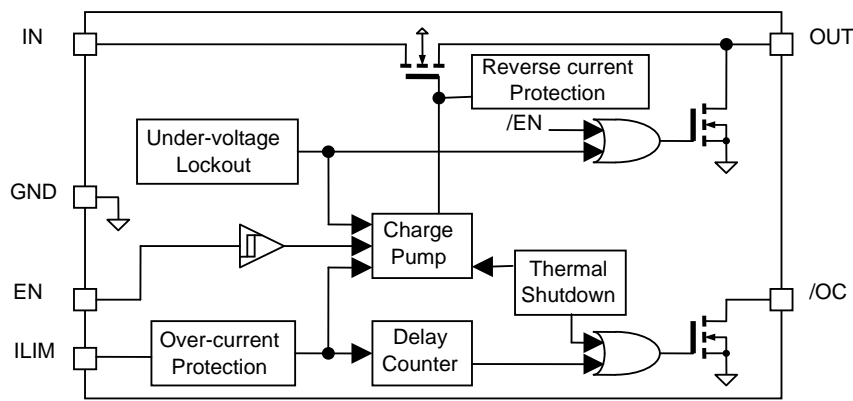 IN
OUT
Reverse current
Protection
/EN
Under-voltage
Lockout
GND
Charge
Pump
Thermal
Shutdown
EN
/OC
ILIM
Over-current
Protection
Delay
Counter